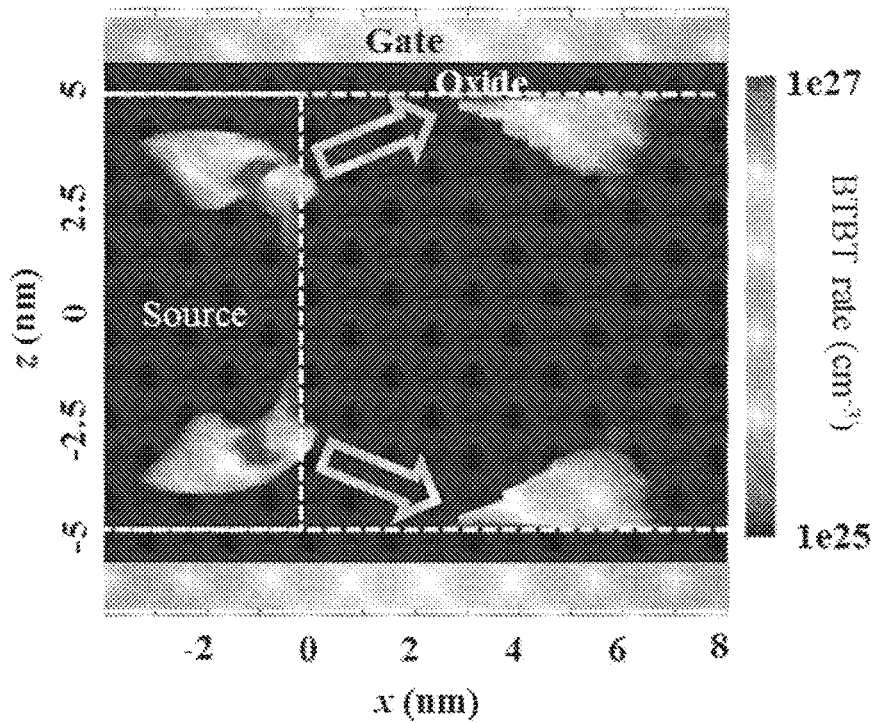 Gate
Oxide
Source
5
2.5
0
-2.5
-5
z (nm)
-2 0 2 4 6 8
x (nm)
1e27
1e25
BTBT rate (cm⁻³)